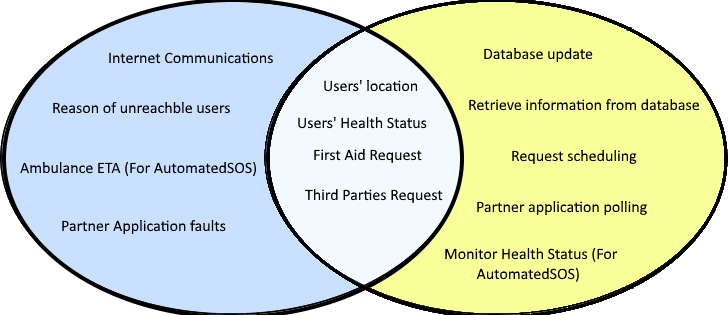 Internet Communications
Reason of unreachble users
Ambulance ETA (For AutomatedSOS)
Partner Application faults
Users' location
Users' Health Status
First Aid Request
Third Parties Request
Database update
Retrieve information from database
Request scheduling
Partner application polling
Monitor Health Status (For
AutomatedSOS)